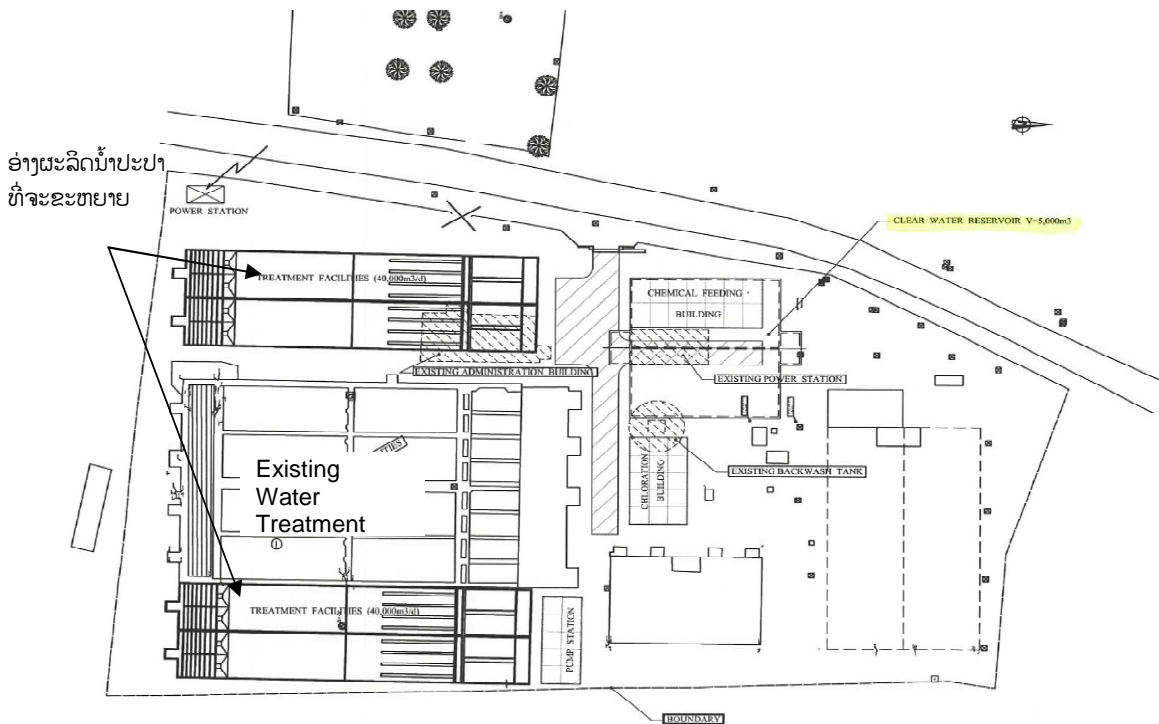 ອ່າງຜະລິດນ້ຳປະປາ
ທີ່ຈະຂະຫຍາຍ
POWER STATION
CLEAR WATER RESERVOIR V=5,000m3
TREATMENT FACILITIES (40,000m3/d)
CHEMICAL FEEDING
BUILDING
EXISTING ADMINISTRATION BUILDING
EXISTING POWER STATION
EXISTING BACKWASH TANK
CHLORATION
BUILDING
Existing
Water
Treatment
①
TREATMENT FACILITIES (40,000m3/d)
PUMP STATION
BOUNDARY